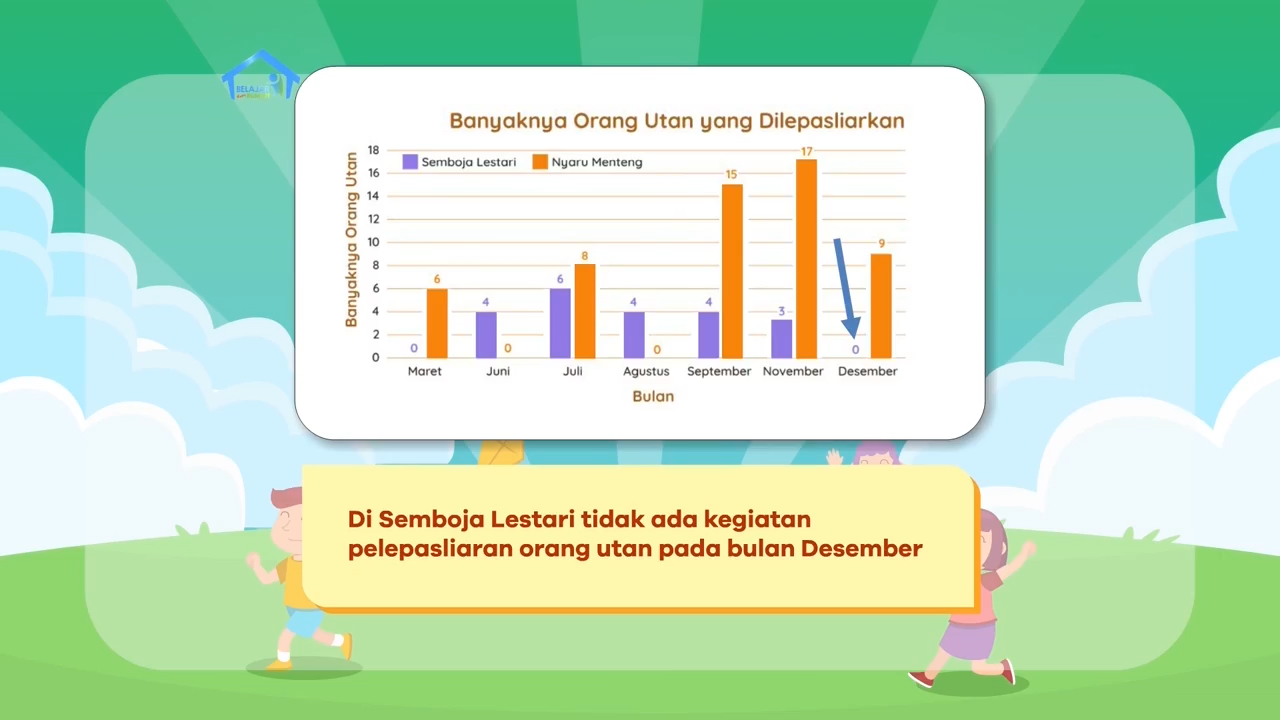 BELAJAR
Banyaknya Orang Utan yang Dilepasliarkan
Banyaknya Orang Utan
18
16
14
12
10
8
6
4
2
0
Semboja Lestari
Nyaru Menteng
0 6 4 0 6 8 4 0 4 15 3 17 0 9
Maret Juni Juli Agustus September November Desember
Bulan
Di Semboja Lestari tidak ada kegiatan
pelepasliaran orang utan pada bulan Desember